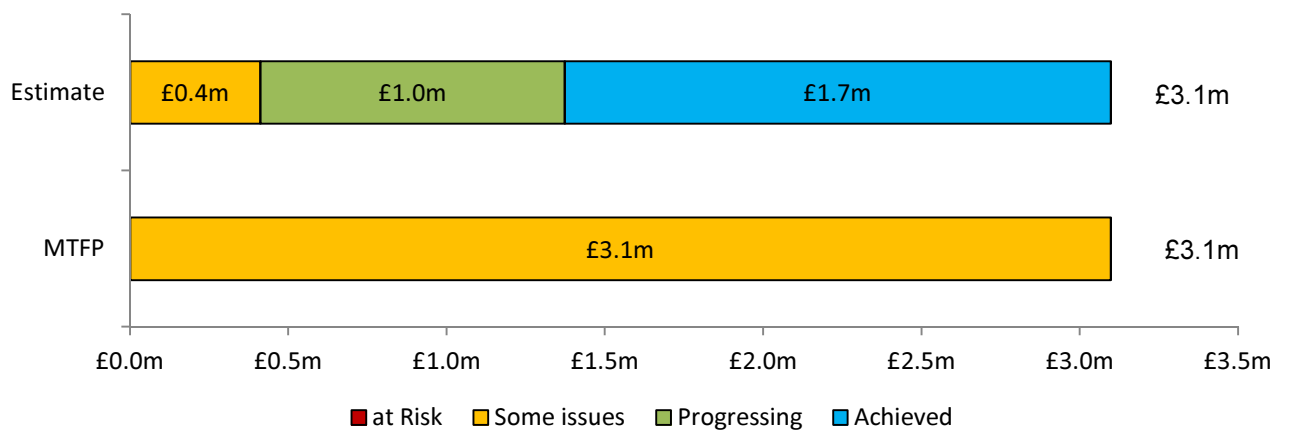 Estimate £0.4m £1.0m £1.7m £3.1m
MTFP £3.1m £3.1m
£0.0m £0.5m £1.0m £1.5m £2.0m £2.5m £3.0m £3.5m
at Risk Some issues Progressing Achieved